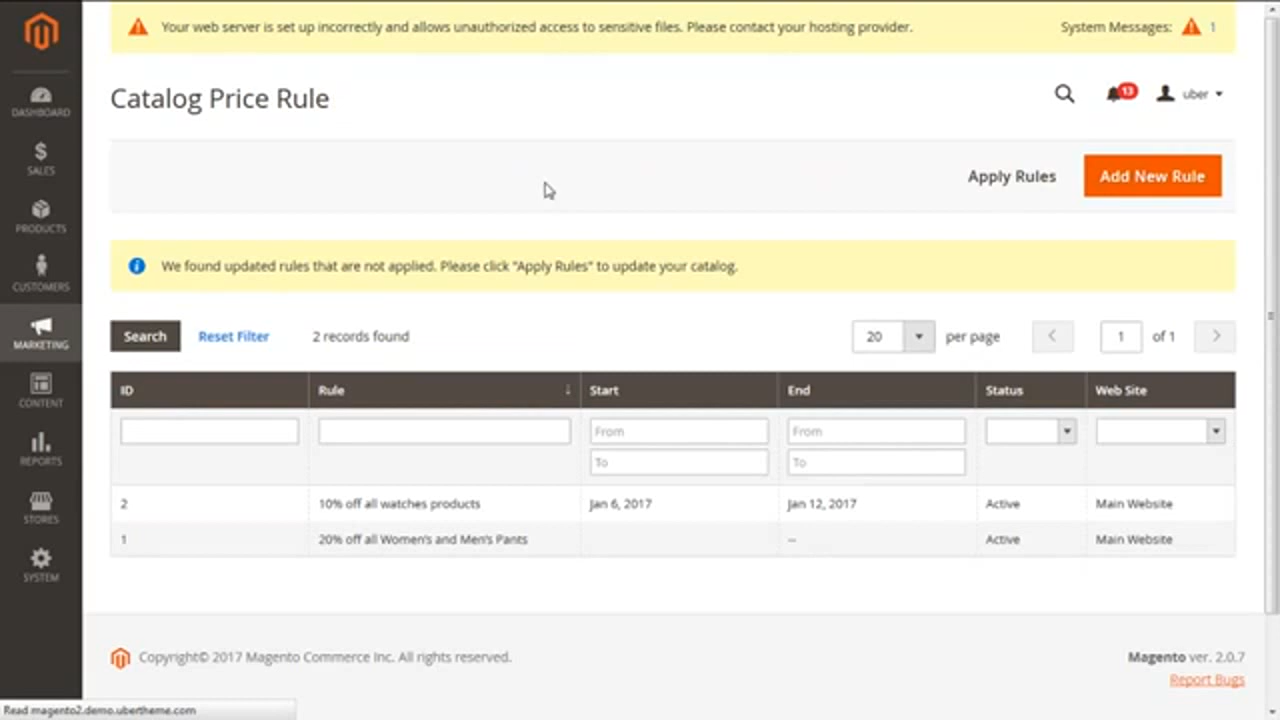 Your web server is set up incorrectly and allows unauthorized access to sensitive files. Please contact your hosting provider. System Messages: 1
Catalog Price Rule
13 uber
Apply Rules Add New Rule
We found updated rules that are not applied. Please click "Apply Rules" to update your catalog.
Search Reset Filter 2 records found 20 per page 1 of 1
ID Rule Start End Status Web Site
From From
To To
2 10% off all watches products Jan 6, 2017 Jan 12, 2017 Active Main Website
1 20% off all Women's and Men's Pants -- Active Main Website
DASHBOARD
SALES
PRODUCTS
CUSTOMERS
MARKETING
CONTENT
REPORTS
STORES
SYSTEM
Copyright© 2017 Magento Commerce Inc. All rights reserved. Magento ver. 2.0.7
Report Bugs
Read magento2.demo.ubertheme.com